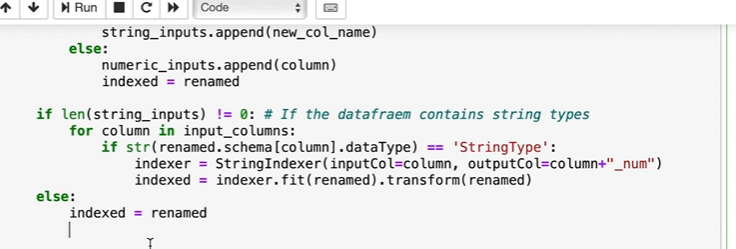 Run Code
            string_inputs.append(new_col_name)
        else:
            numeric_inputs.append(column)
            indexed = renamed

    if len(string_inputs) != 0: # If the datafraem contains string types
        for column in input_columns:
            if str(renamed.schema[column].dataType) == 'StringType':
                indexer = StringIndexer(inputCol=column, outputCol=column+"_num")
                indexed = indexer.fit(renamed).transform(renamed)
    else:
        indexed = renamed